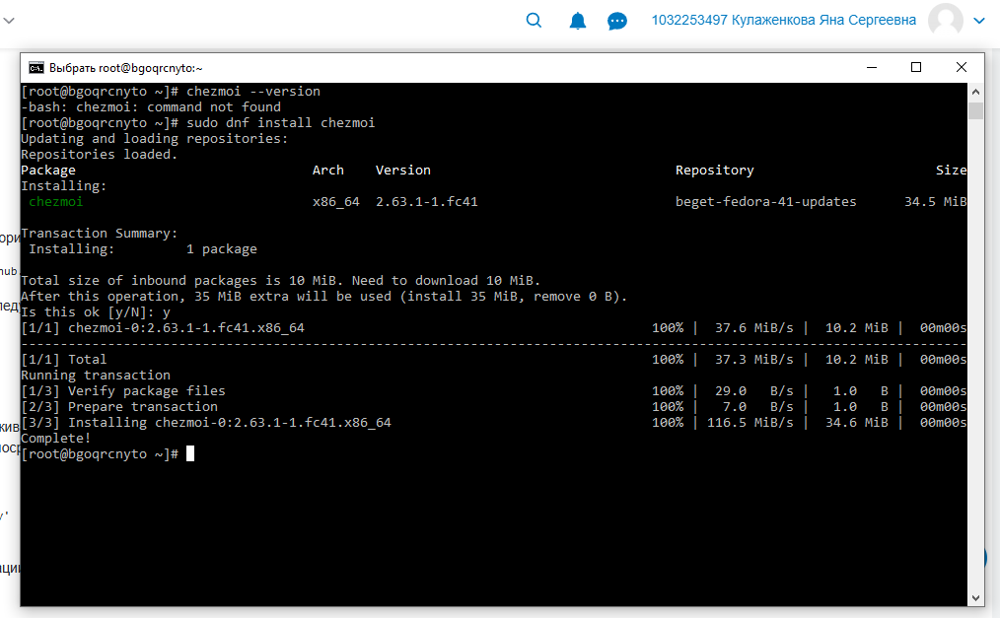 1032253497 Кулаженкова Яна Сергеевна
Выбрать root@bgoqrcnyto:~
[root@bgoqrcnyto ~]# chezmoi --version
-bash: chezmoi: command not found
[root@bgoqrcnyto ~]# sudo dnf install chezmoi
Updating and loading repositories:
Repositories loaded.
Package Arch Version Repository Size
Installing:
chezmoi x86_64 2.63.1-1.fc41 beget-fedora-41-updates 34.5 MiB
Transaction Summary:
Installing: 1 package
Total size of inbound packages is 10 MiB. Need to download 10 MiB.
After this operation, 35 MiB extra will be used (install 35 MiB, remove 0 B).
Is this ok [y/N]: y
[1/1] chezmoi-0:2.63.1-1.fc41.x86_64 100% | 37.6 MiB/s | 10.2 MiB | 00m00s
--------------------------------------------------------------------------------
[1/1] Total 100% | 37.3 MiB/s | 10.2 MiB | 00m00s
Running transaction
[1/3] Verify package files 100% | 29.0 B/s | 1.0 B | 00m00s
[2/3] Prepare transaction 100% | 7.0 B/s | 1.0 B | 00m00s
[3/3] Installing chezmoi-0:2.63.1-1.fc41.x86_64 100% | 116.5 MiB/s | 34.6 MiB | 00m00s
Complete!
[root@bgoqrcnyto ~]#